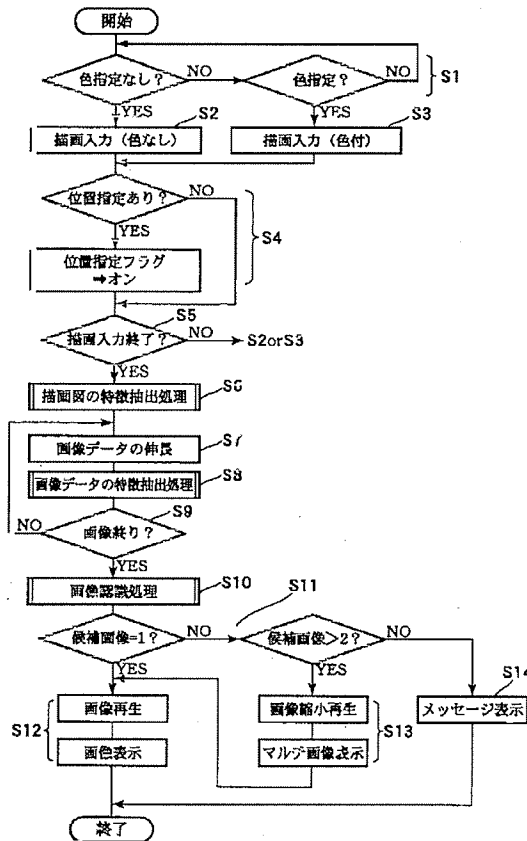 開始
色指定なし？
NO
色指定？
NO
S1
YES
S2
YES
S3
描画入力（色なし）
描画入力（色付）
位置指定あり？
NO
YES
S4
位置指定フラグ
→オン
S5
描画入力終了？
NO
S2orS3
YES
S6
描画図の特徴抽出処理
S7
画像データの伸長
S8
画像データの特徴抽出処理
S9
NO
画像終り？
YES
S10
画像認識処理
S11
候補画像=1？
NO
候補画像＞2？
NO
YES
YES
S14
画像再生
画像縮小再生
メッセージ表示
S12
S13
画色表示
マルチ画像表示
終了